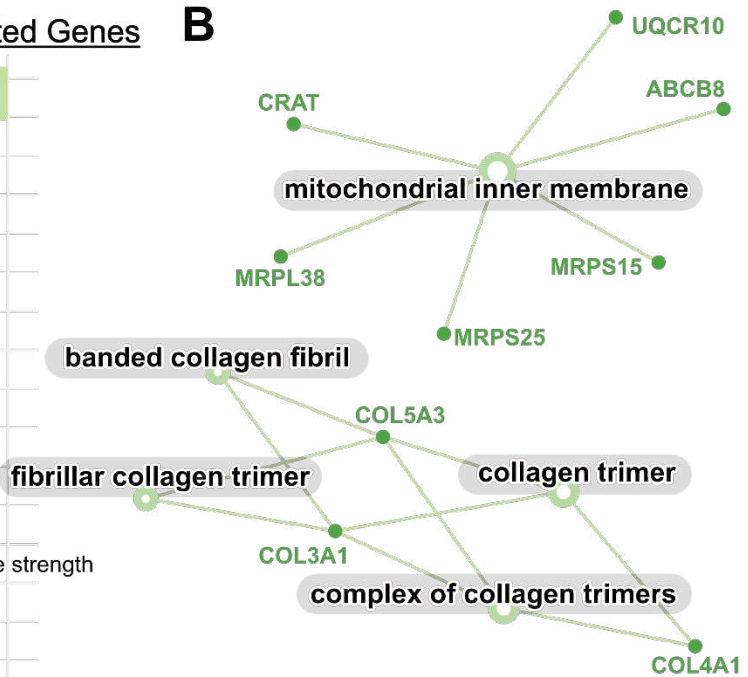 ted Genes
B
UQCR10
ABCB8
CRAT
mitochondrial inner membrane
MRPL38
MRPS15
MRPS25
banded collagen fibril
COL5A3
fibrillar collagen trimer
collagen trimer
COL3A1
e strength
complex of collagen trimers
COL4A1